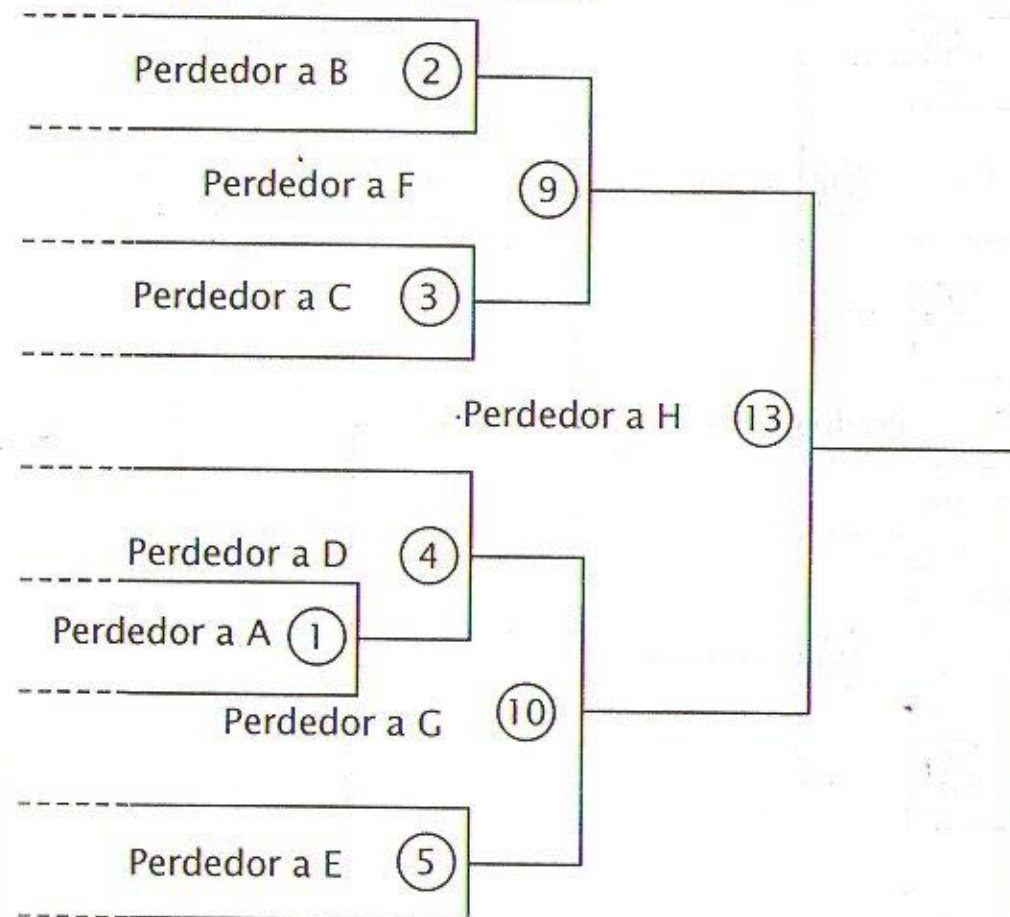 Perdedor a B 2
Perdedor a F 9
Perdedor a C 3
Perdedor a H 13
Perdedor a D 4
Perdedor a A 1
Perdedor a G 10
Perdedor a E 5